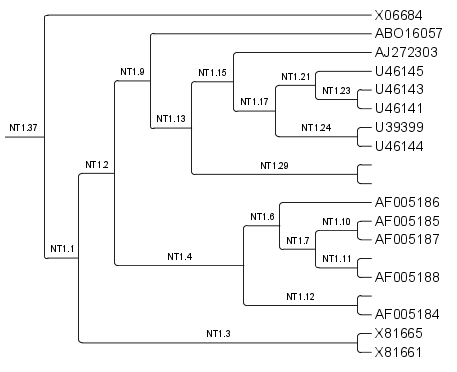 X06684
ABO16057
AJ272303
NT1.9
NT1.15
U46145
NT1.21
U46143
NT1.23
NT1.17
U46141
NT1.13
U39399
NT1.37
NT1.24
U46144
NT1.2
NT1.29
AF005186
NT1.6
AF005185
NT1.10
AF005187
NT1.7
NT1.1
NT1.4
NT1.11
AF005188
NT1.12
AF005184
X81665
NT1.3
X81661